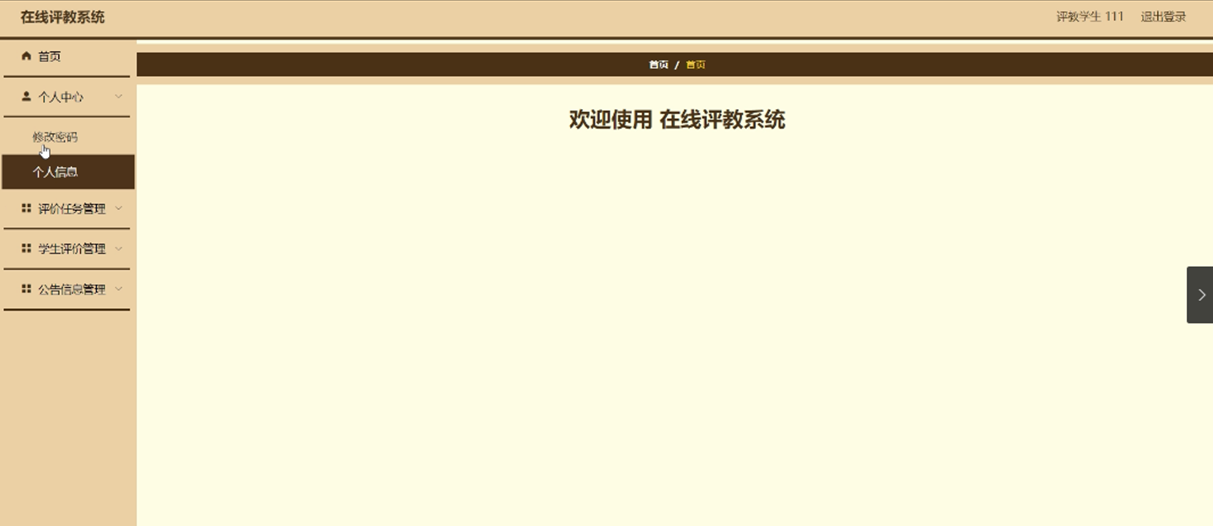 在线评教系统
评教学生 111 退出登录
首页
首页 / 首页
个人中心
欢迎使用 在线评教系统
修改密码
个人信息
评价任务管理
学生评价管理
公告信息管理